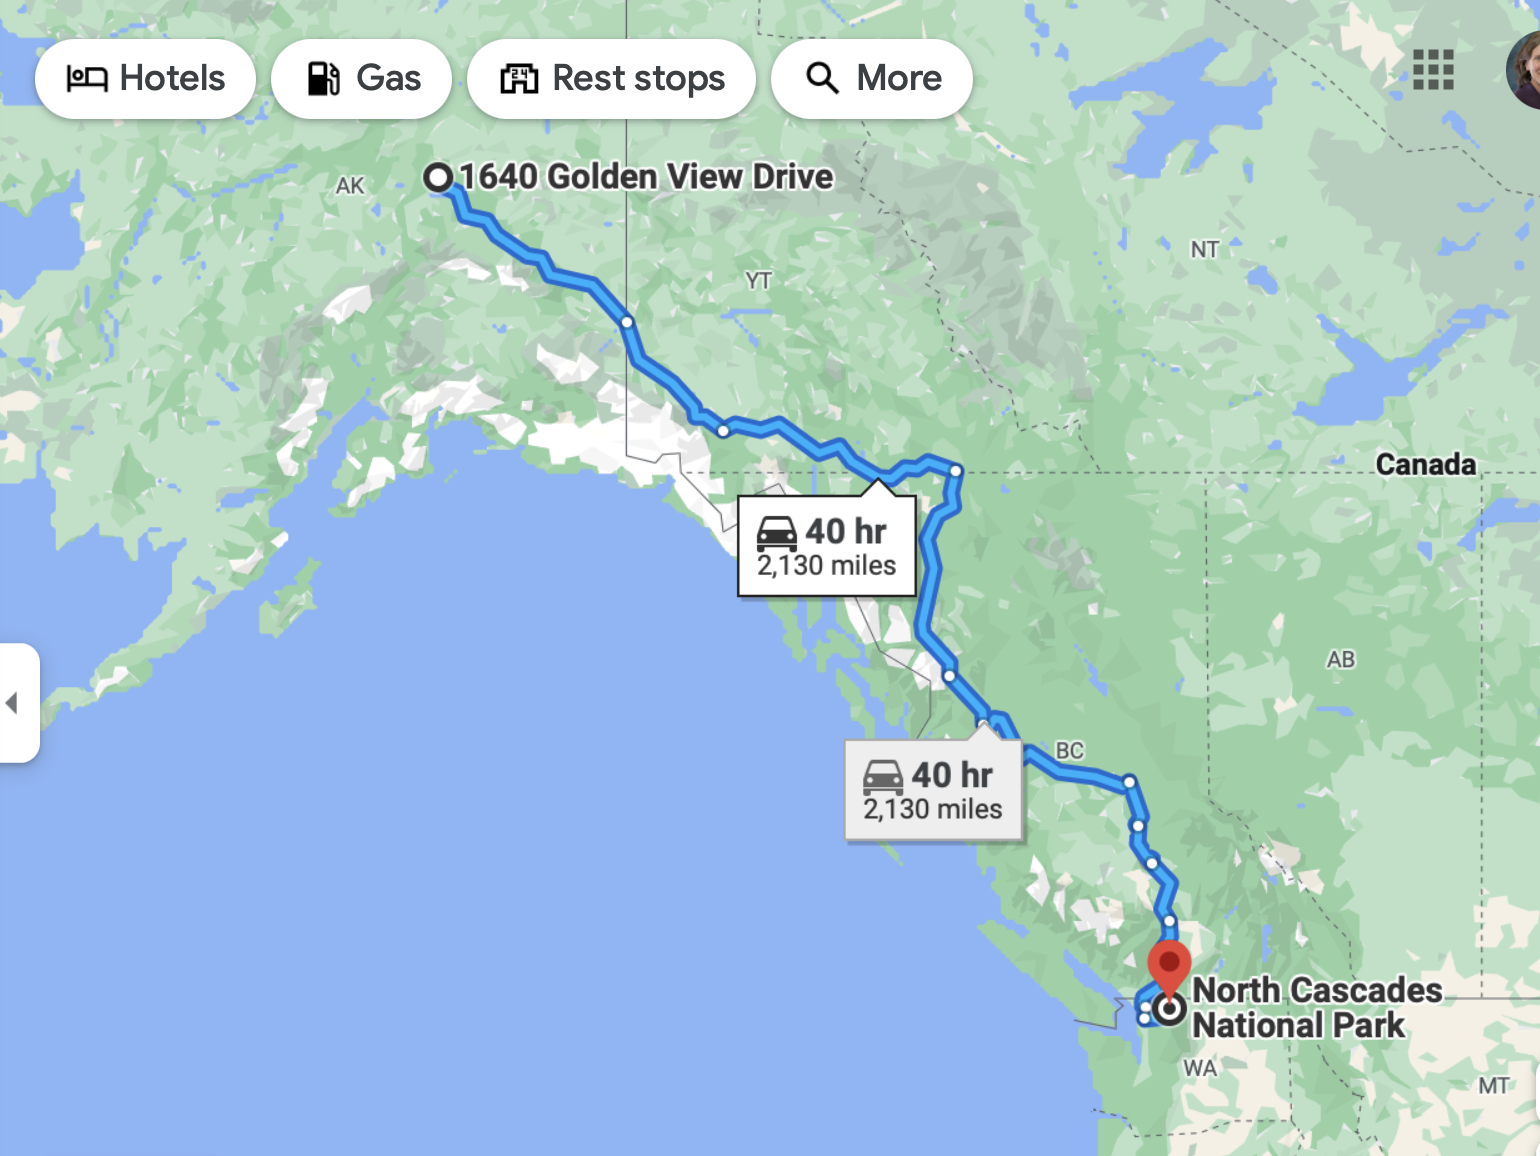 Hotels
Gas
24
Rest stops
More
AK
1640 Golden View Drive
NT
YT
Canada
40 hr
2,130 miles
AB
BC
40 hr
2,130 miles
North Cascades
National Park
WA
MT